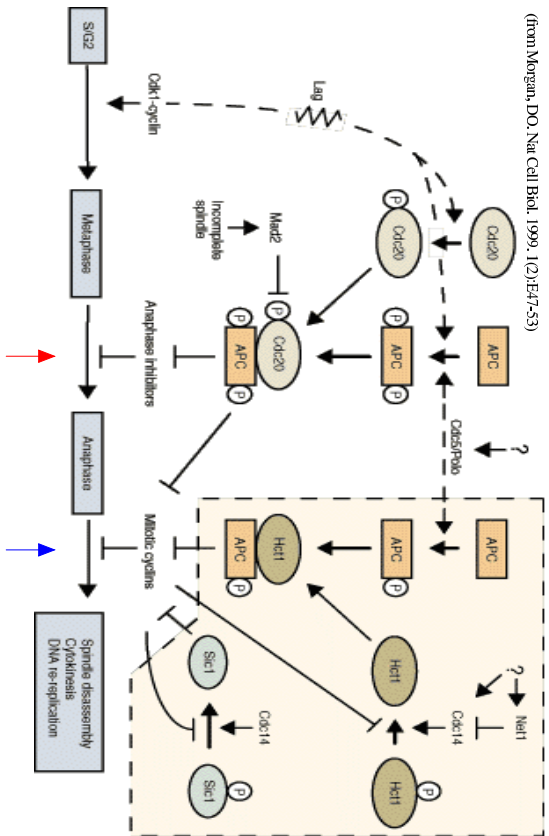 (from Morgan, DO. Nat Cell Biol. 1999. 1(2):E47-53)
?
?
Net1
Cdc20
APC
APC
Cdc5/Polo
Cdc14
P
P
Cdc20
P
APC
P
APC
P
Hct1
Hct1
Lag
Mad2
P
Cdc20
Hct1
Cdc14
P
Incomplete
spindle
P
APC
P
APC
P
Sic1
Sic1
Cdk1-cyclin
Anaphase inhibitors
Mitotic cyclins
S/G2
Metaphase
Anaphase
Spindle disassembly
Cytokinesis
DNA re-replication